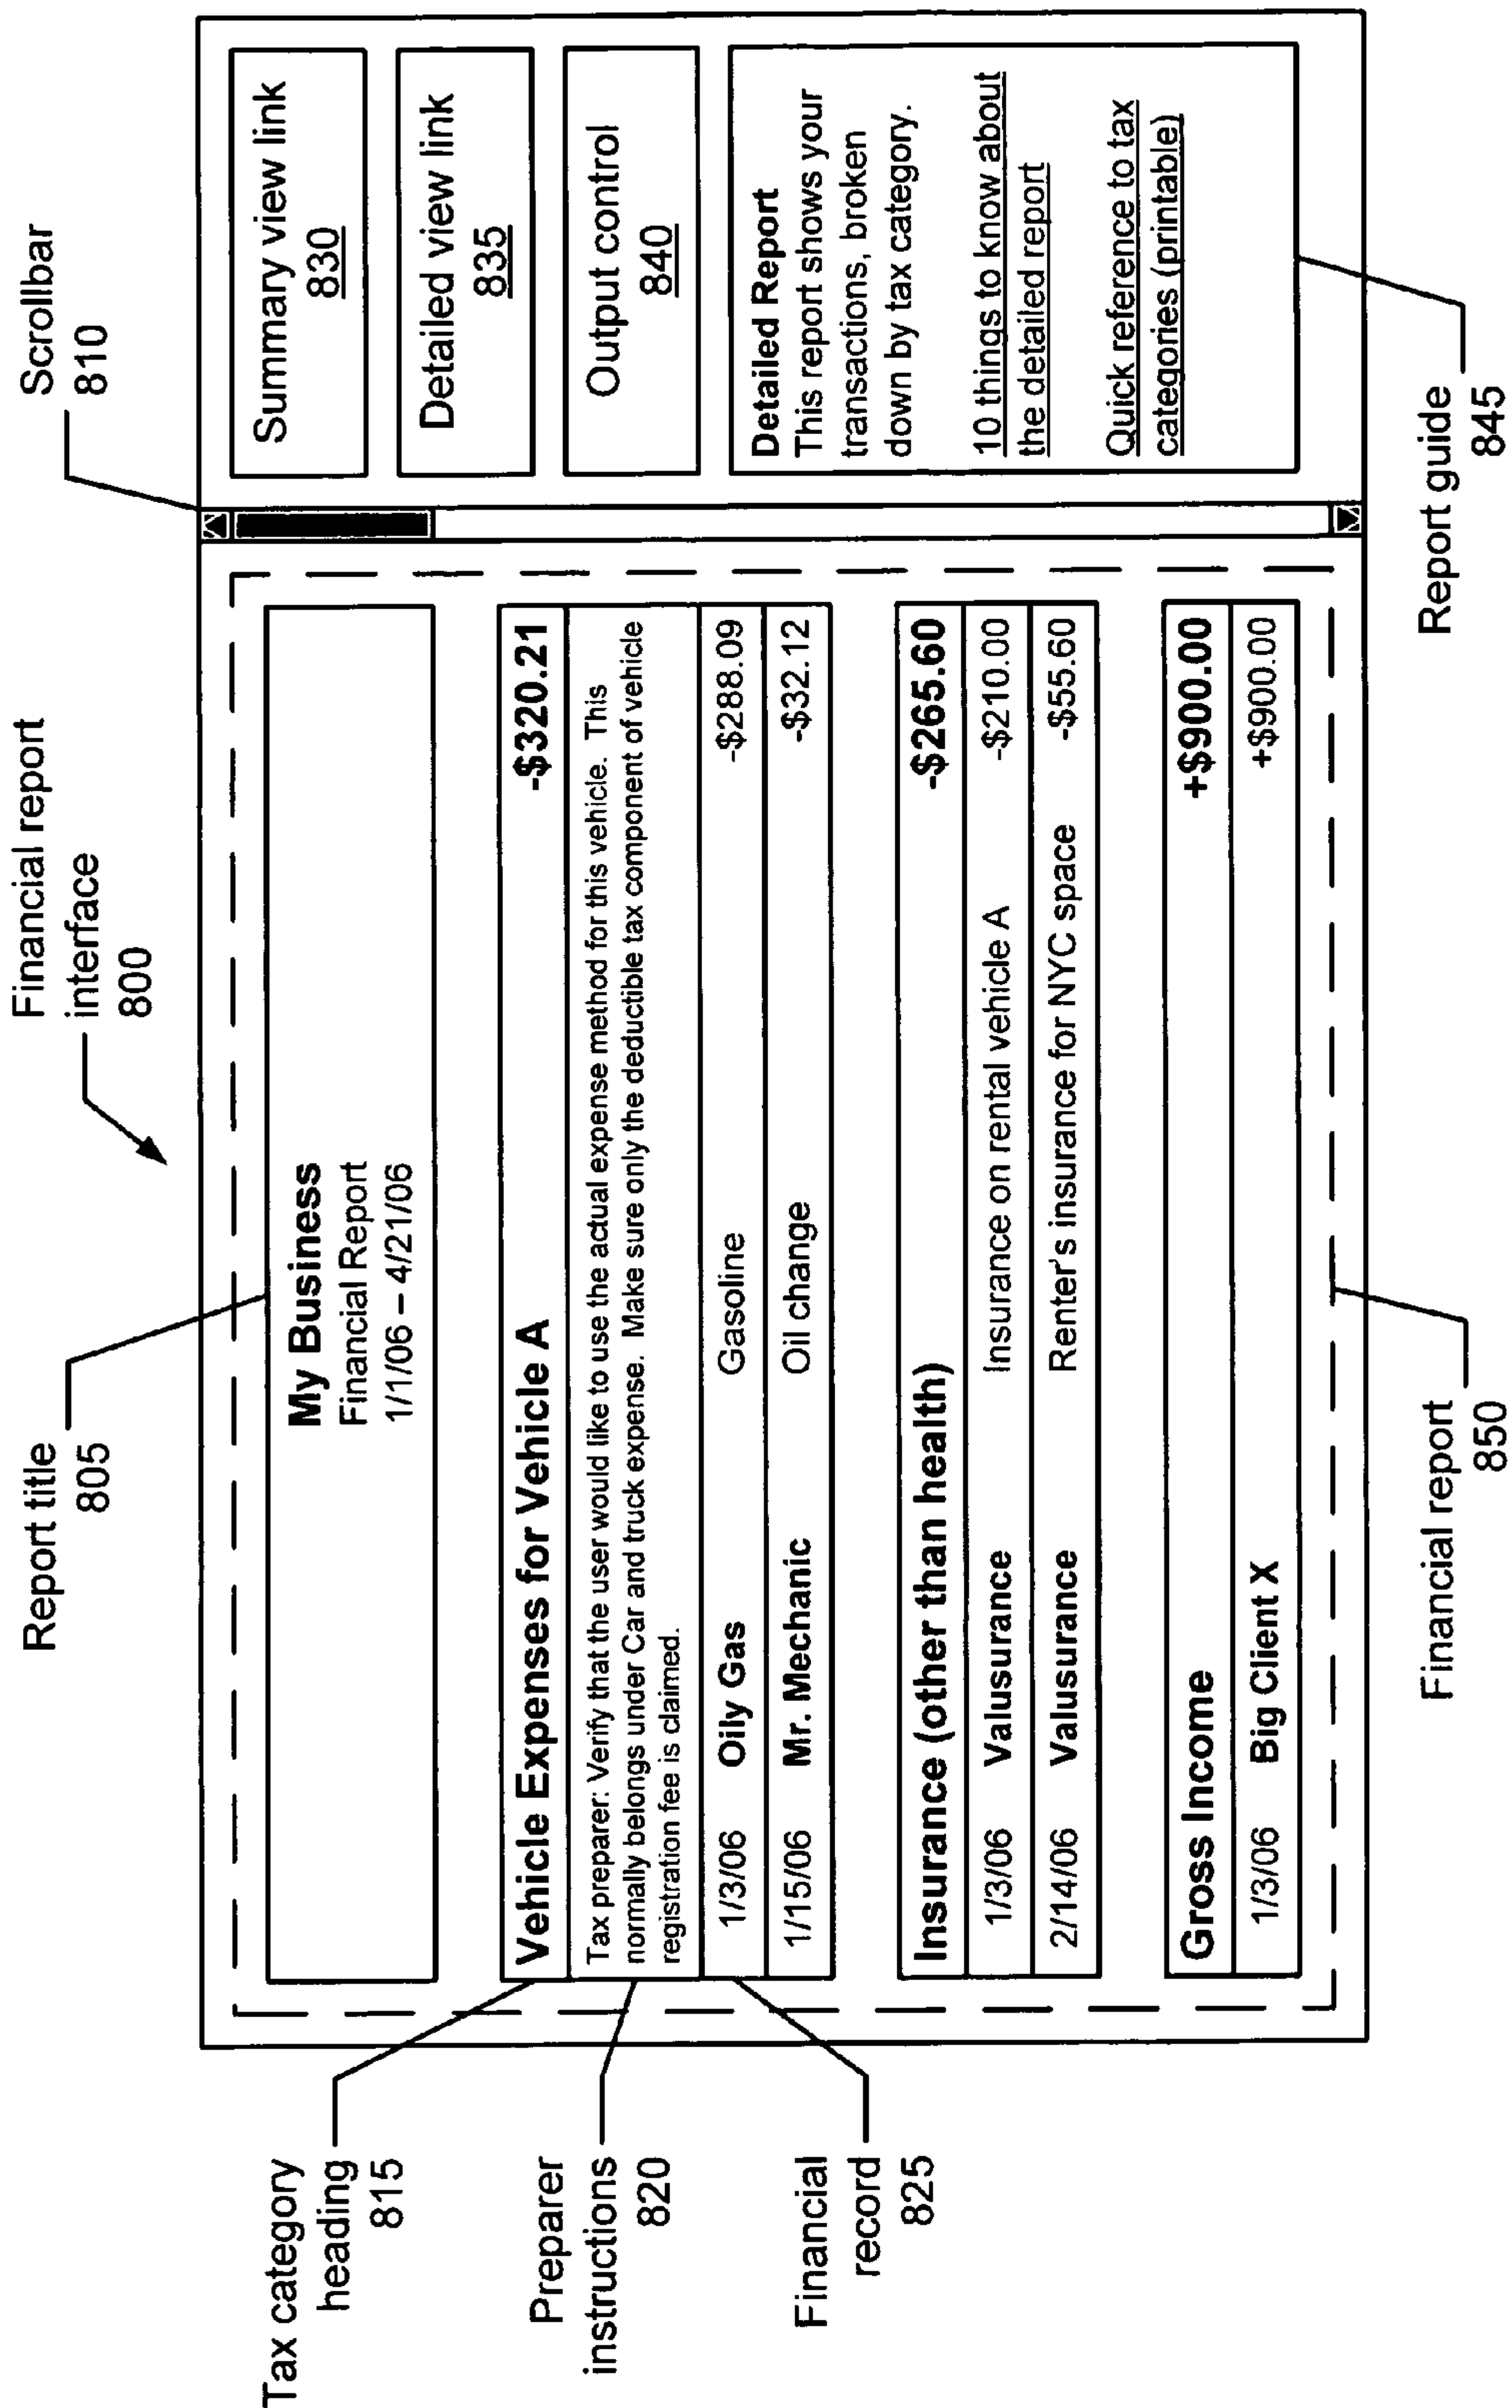 Financial report
interface
800
Report title
805
Scrollbar
810
My Business
Financial Report
1/1/06 – 4/21/06
Tax category
heading
815
Vehicle Expenses for Vehicle A -$320.21
Preparer
instructions
820
Tax preparer: Verify that the user would like to use the actual expense method for this vehicle. This
normally belongs under Car and truck expense. Make sure only the deductible tax component of vehicle
registration fee is claimed.
Financial
record
825
1/3/06 Oily Gas Gasoline -$288.09
1/15/06 Mr. Mechanic Oil change -$32.12
Insurance (other than health) -$265.60
1/3/06 Valusurance Insurance on rental vehicle A -$210.00
2/14/06 Valusurance Renter's insurance for NYC space -$55.60
Gross Income +$900.00
1/3/06 Big Client X +$900.00
Summary view link
830
Detailed view link
835
Output control
840
Detailed Report
This report shows your
transactions, broken
down by tax category.
10 things to know about
the detailed report
Quick reference to tax
categories (printable)
Financial report
850
Report guide
845